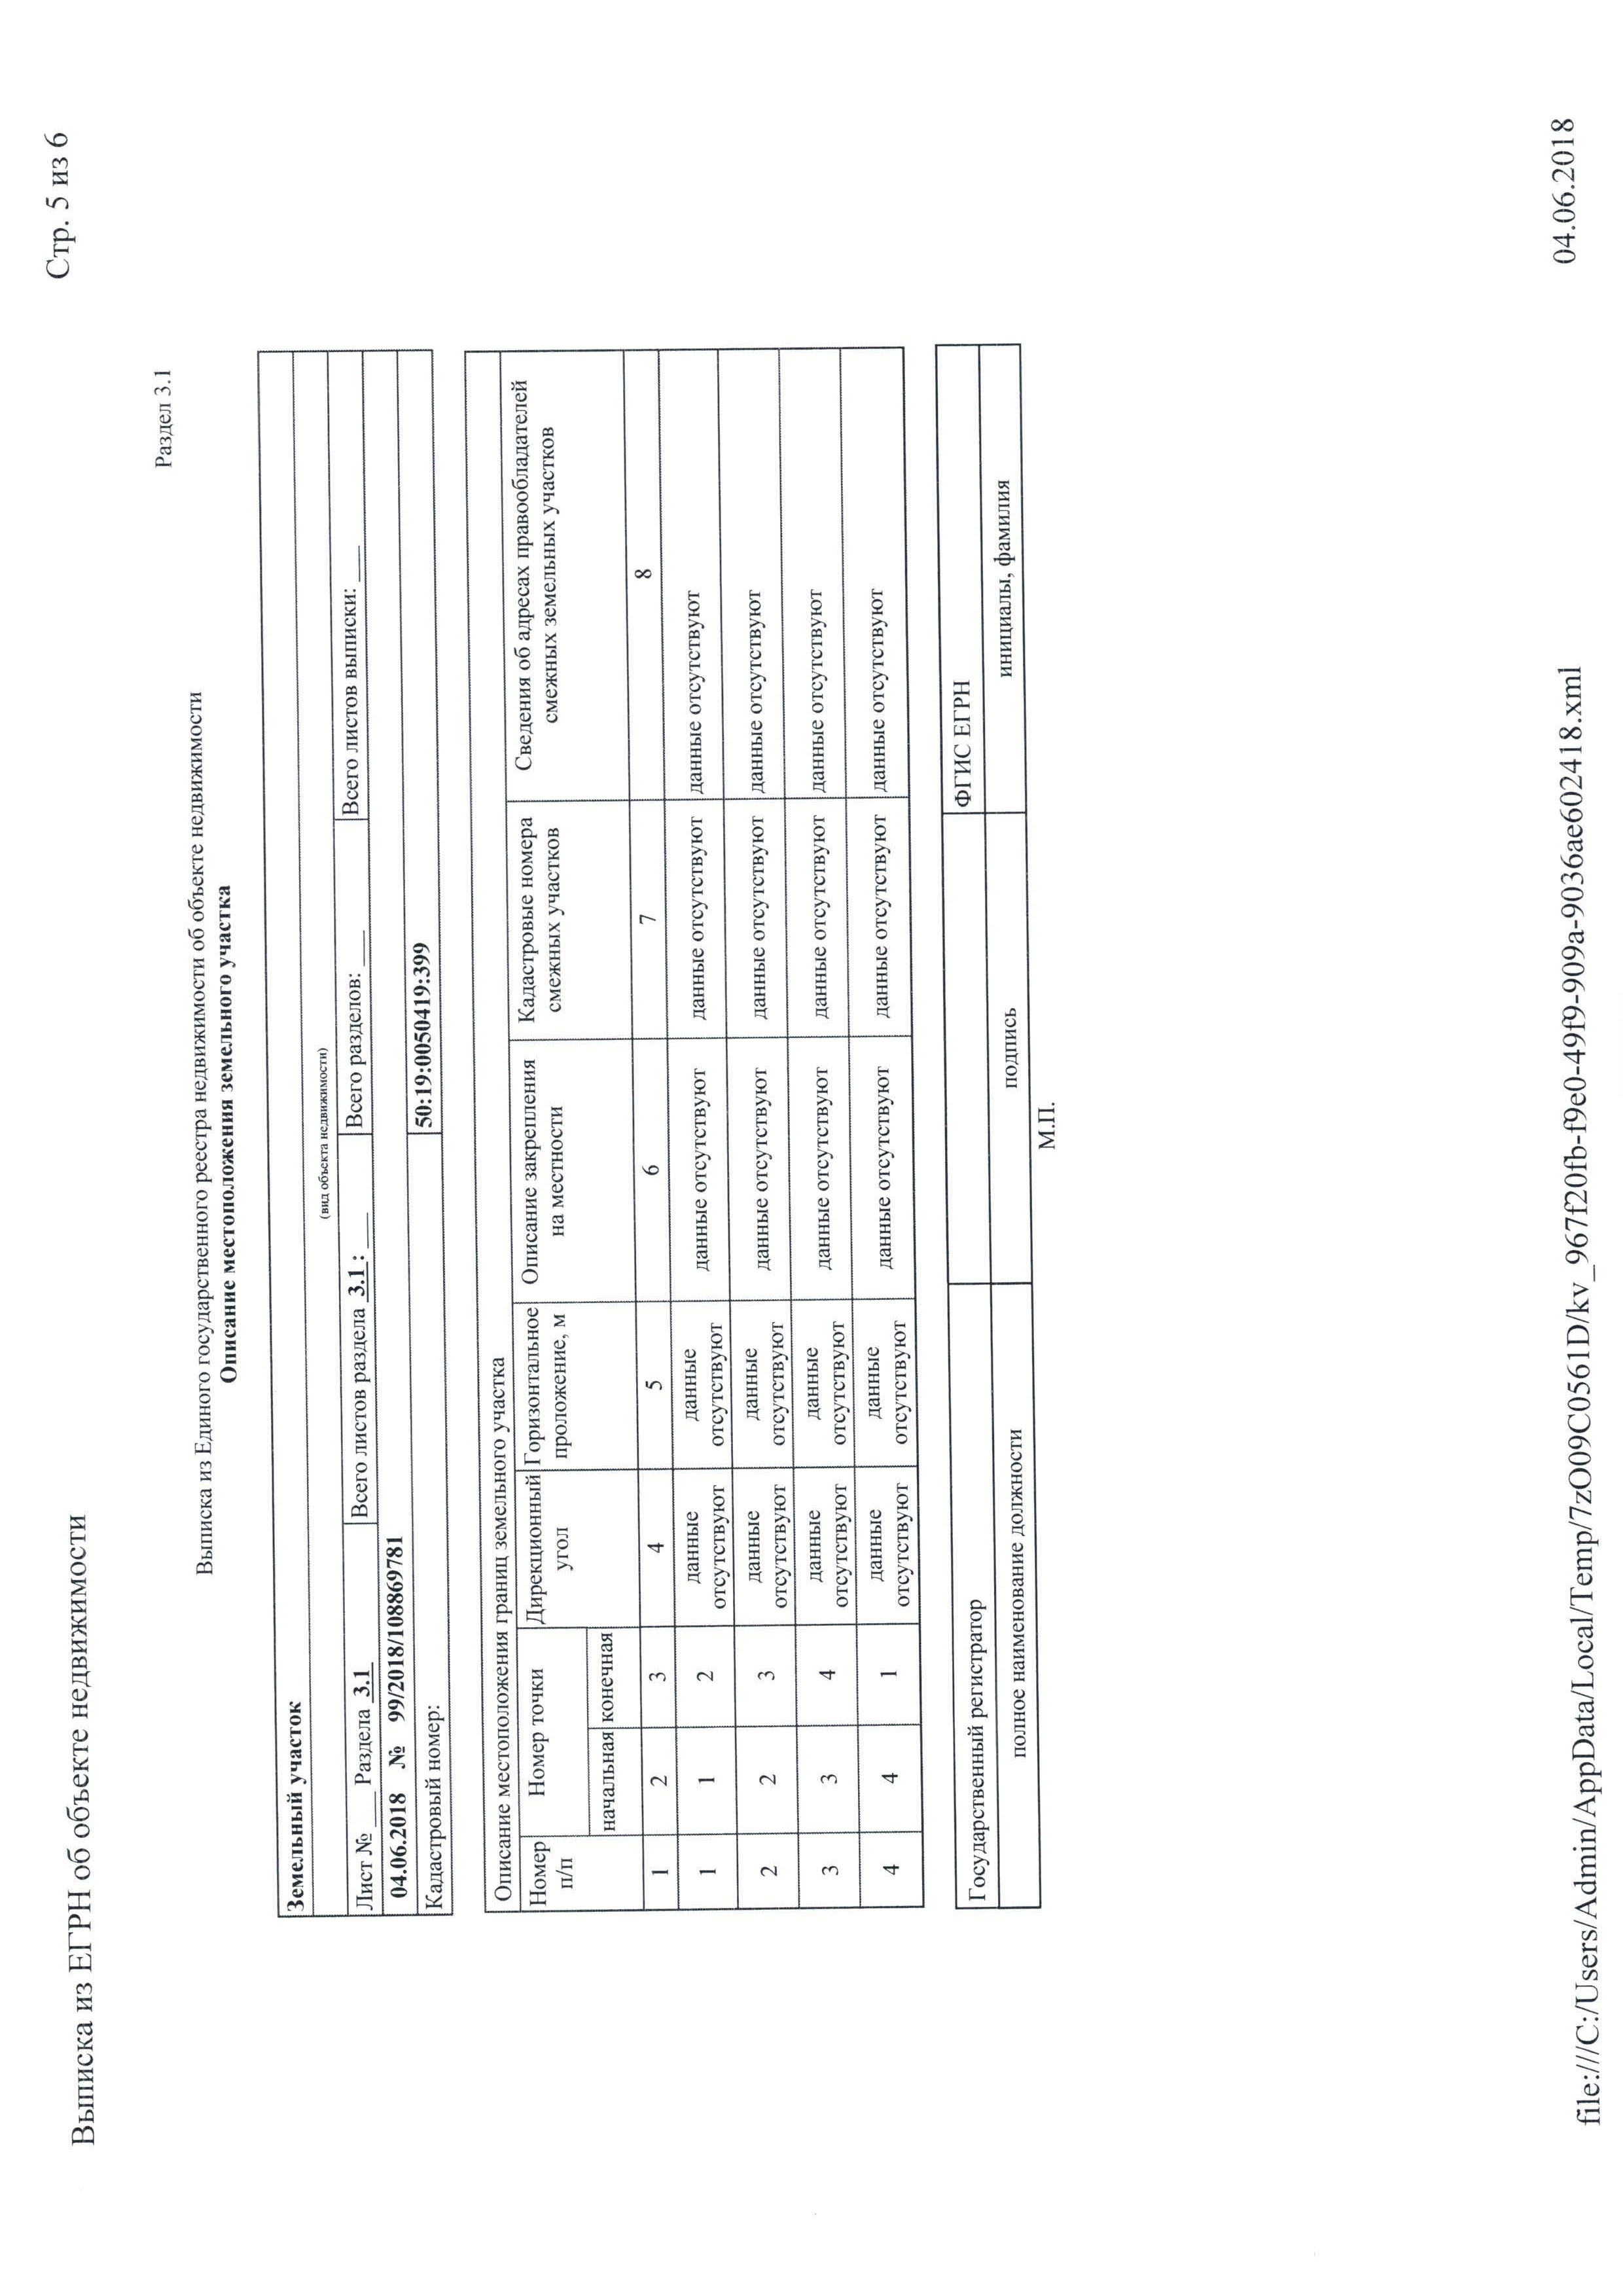 Выписка из ЕГРН об объекте недвижимости
Стр. 5 из 6
Раздел 3.1
Выписка из Единого государственного реестра недвижимости об объекте недвижимости
Описание местоположения земельного участка
Земельный участок
(вид объекта недвижимости)
Лист № ___ Раздела 3.1 Всего листов раздела 3.1 : ___ Всего разделов: ___ Всего листов выписки: ___
04.06.2018 № 99/2018/108869781
Кадастровый номер: 50:19:0050419:399
Описание местоположения границ земельного участка
Номер Номер точки Дирекционный Горизонтальное Описание закрепления Кадастровые номера Сведения об адресах правообладателей
п/п угол проложение, м на местности смежных участков смежных земельных участков
начальная конечная
1 2 3 4 5 6 7 8
1 1 2 данные данные данные отсутствуют данные отсутствуют данные отсутствуют
отсутствуют отсутствуют
2 2 3 данные данные данные отсутствуют данные отсутствуют данные отсутствуют
отсутствуют отсутствуют
3 3 4 данные данные данные отсутствуют данные отсутствуют данные отсутствуют
отсутствуют отсутствуют
4 4 1 данные данные данные отсутствуют данные отсутствуют данные отсутствуют
отсутствуют отсутствуют
Государственный регистратор ФГИС ЕГРН
полное наименование должности подпись инициалы, фамилия
М.П.
file:///C:/Users/Admin/AppData/Local/Temp/7zO09C0561D/kv_967f20fb-f9e0-49f9-909a-9036ae602418.xml 04.06.2018